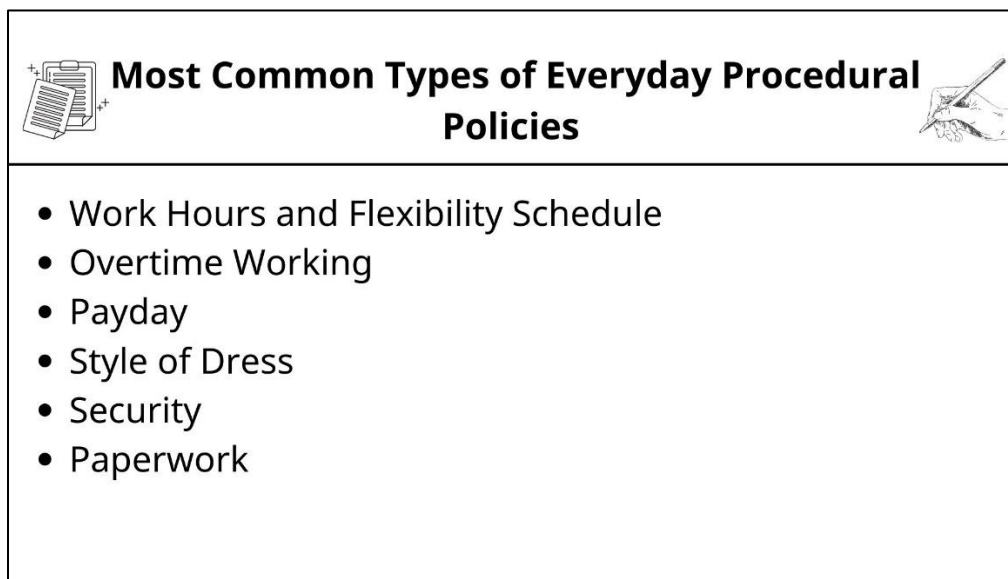 Most Common Types of Everyday Procedural
Policies
• Work Hours and Flexibility Schedule
• Overtime Working
• Payday
• Style of Dress
• Security
• Paperwork